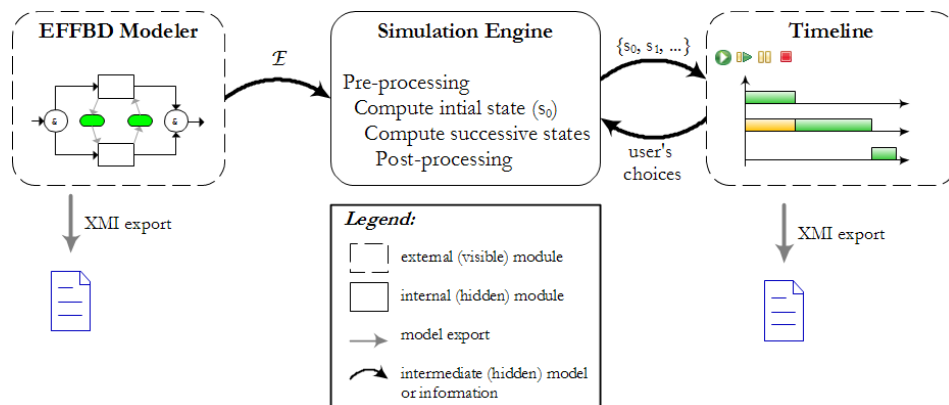 EFFBD Modeler
&
&
XMI export
ℰ
Simulation Engine
Pre-processing
Compute intial state (s₀)
Compute successive states
Post-processing
{s₀, s₁, ...}
user's
choices
Timeline
XMI export
Legend:
external (visible) module
internal (hidden) module
model export
intermediate (hidden) model
or information